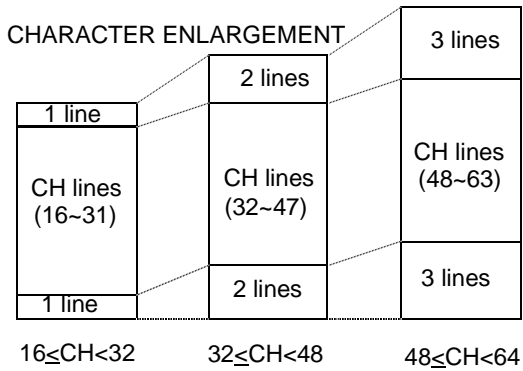 CHARACTER ENLARGEMENT
1 line
CH lines
(16~31)
1 line
16≤CH<32
2 lines
CH lines
(32~47)
2 lines
32≤CH<48
3 lines
CH lines
(48~63)
3 lines
48≤CH<64